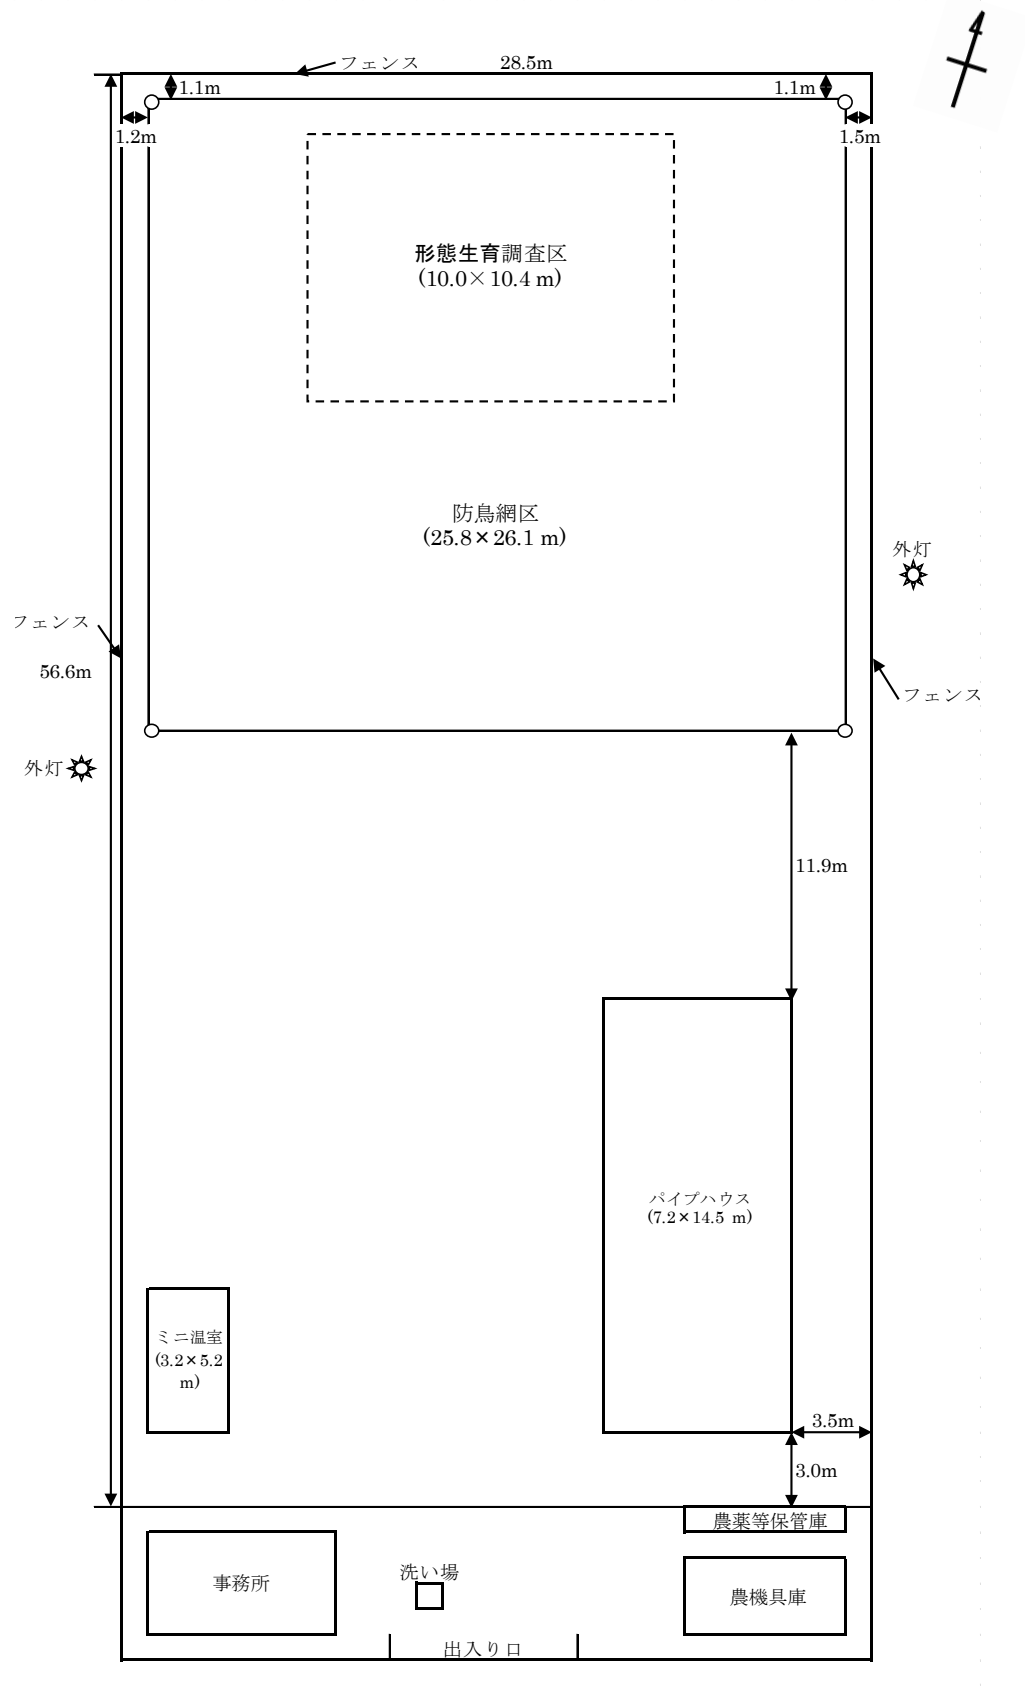 フェンス
28.5m
1.1m
1.1m
1.2m
1.5m
形態生育調査区
(10.0×10.4 m)
防鳥網区
(25.8×26.1 m)
外灯
フェンス
56.6m
フェンス
外灯
11.9m
パイプハウス
(7.2×14.5 m)
ミニ温室
(3.2×5.2
m)
3.5m
3.0m
農薬等保管庫
事務所
洗い場
農機具庫
出入り口